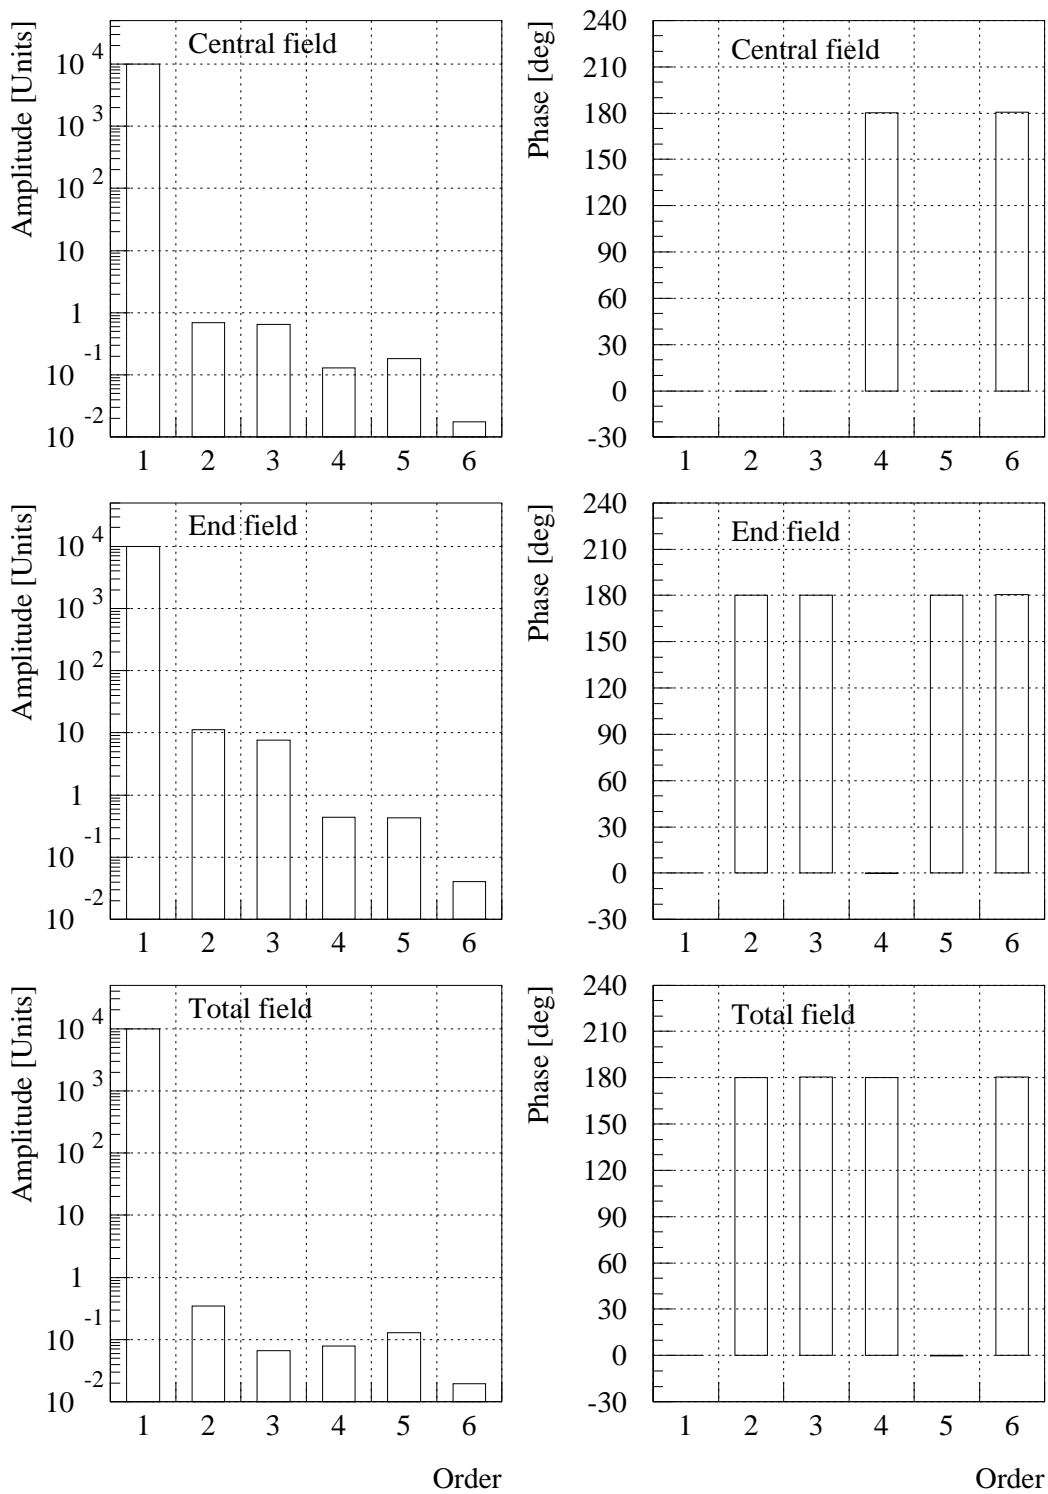 Amplitude [Units]
Central field
10 4
10 3
10 2
10
1
10 -1
10 -2
1 2 3 4 5 6
Phase [deg]
Central field
240
210
180
150
120
90
60
30
0
-30
1 2 3 4 5 6
Amplitude [Units]
End field
10 4
10 3
10 2
10
1
10 -1
10 -2
1 2 3 4 5 6
Phase [deg]
End field
240
210
180
150
120
90
60
30
0
-30
1 2 3 4 5 6
Amplitude [Units]
Total field
10 4
10 3
10 2
10
1
10 -1
10 -2
1 2 3 4 5 6
Order
Phase [deg]
Total field
240
210
180
150
120
90
60
30
0
-30
1 2 3 4 5 6
Order